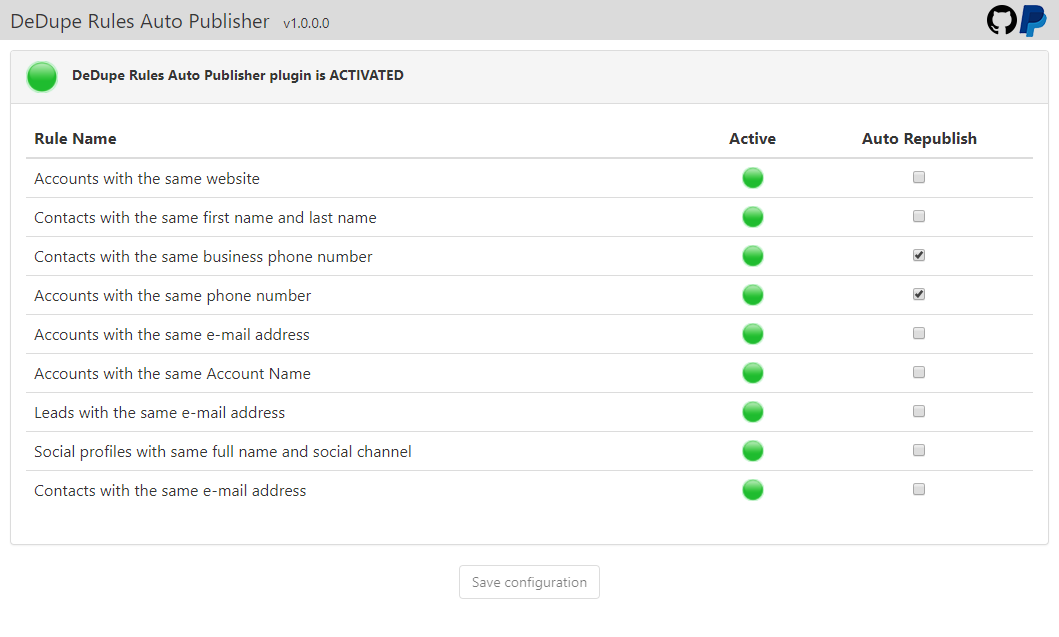 DeDupe Rules Auto Publisher v1.0.0.0
DeDupe Rules Auto Publisher plugin is ACTIVATED
Rule Name Active Auto Republish
Accounts with the same website
Contacts with the same first name and last name
Contacts with the same business phone number
Accounts with the same phone number
Accounts with the same e-mail address
Accounts with the same Account Name
Leads with the same e-mail address
Social profiles with same full name and social channel
Contacts with the same e-mail address
Save configuration